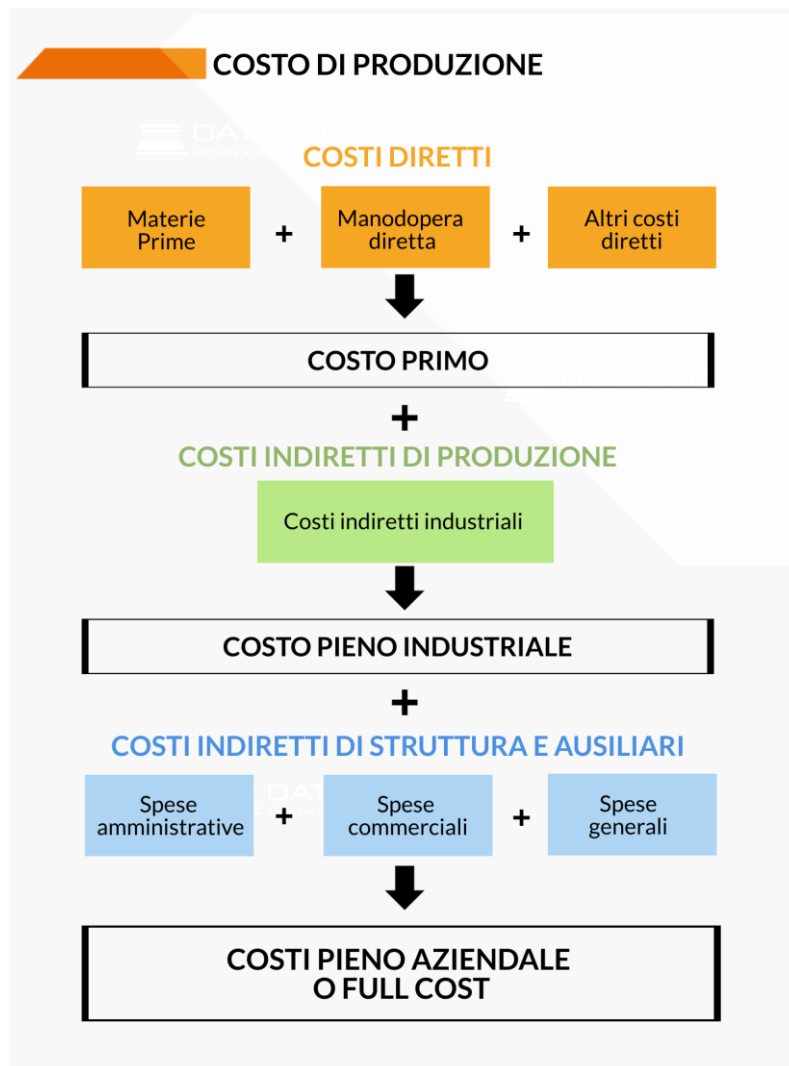 COSTO DI PRODUZIONE
COSTI DIRETTI
Materie
Prime
+
Manodopera
diretta
+
Altri costi
diretti
COSTO PRIMO
+
COSTI INDIRETTI DI PRODUZIONE
Costi indiretti industriali
COSTO PIENO INDUSTRIALE
+
COSTI INDIRETTI DI STRUTTURA E AUSILIARI
Spese
amministrative
+
Spese
commerciali
+
Spese
generali
COSTI PIENO AZIENDALE
O FULL COST